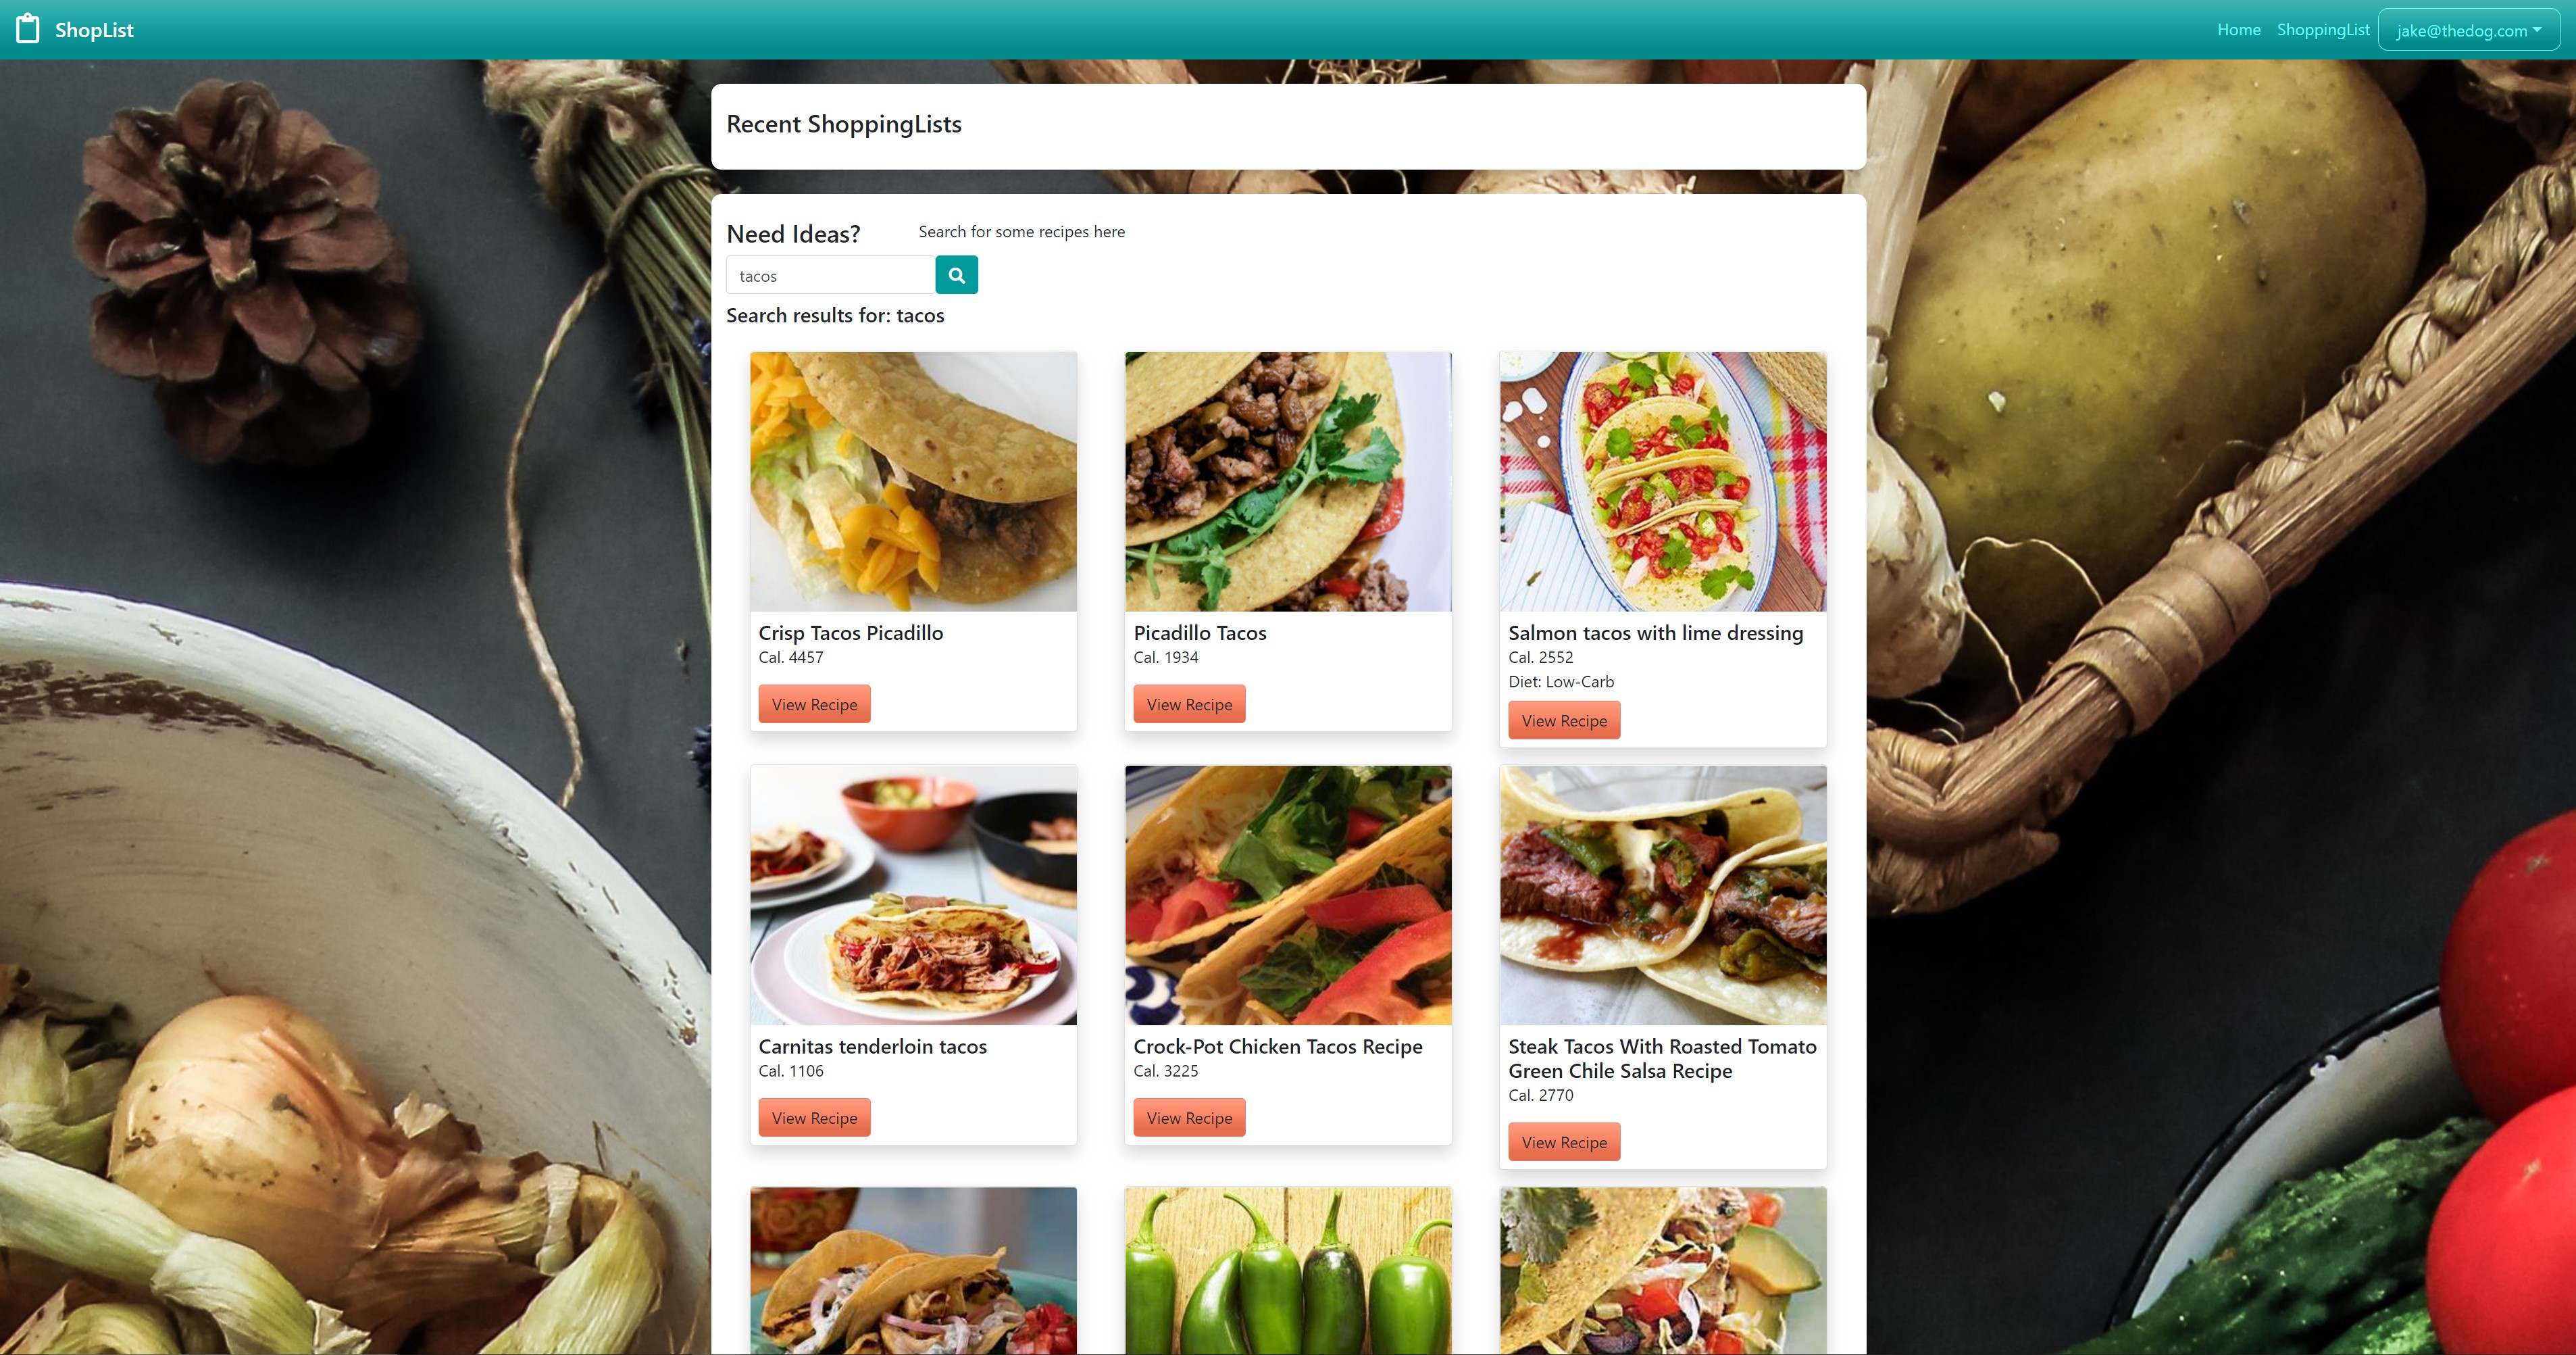 ShopList
Home
ShoppingList
jake@thedog.com
Recent ShoppingLists
Need Ideas?
Search for some recipes here
tacos
Search results for: tacos
Crisp Tacos Picadillo
Cal. 4457
View Recipe
Picadillo Tacos
Cal. 1934
View Recipe
Salmon tacos with lime dressing
Cal. 2552
Diet: Low-Carb
View Recipe
Carnitas tenderloin tacos
Cal. 1106
View Recipe
Crock-Pot Chicken Tacos Recipe
Cal. 3225
View Recipe
Steak Tacos With Roasted Tomato
Green Chile Salsa Recipe
Cal. 2770
View Recipe